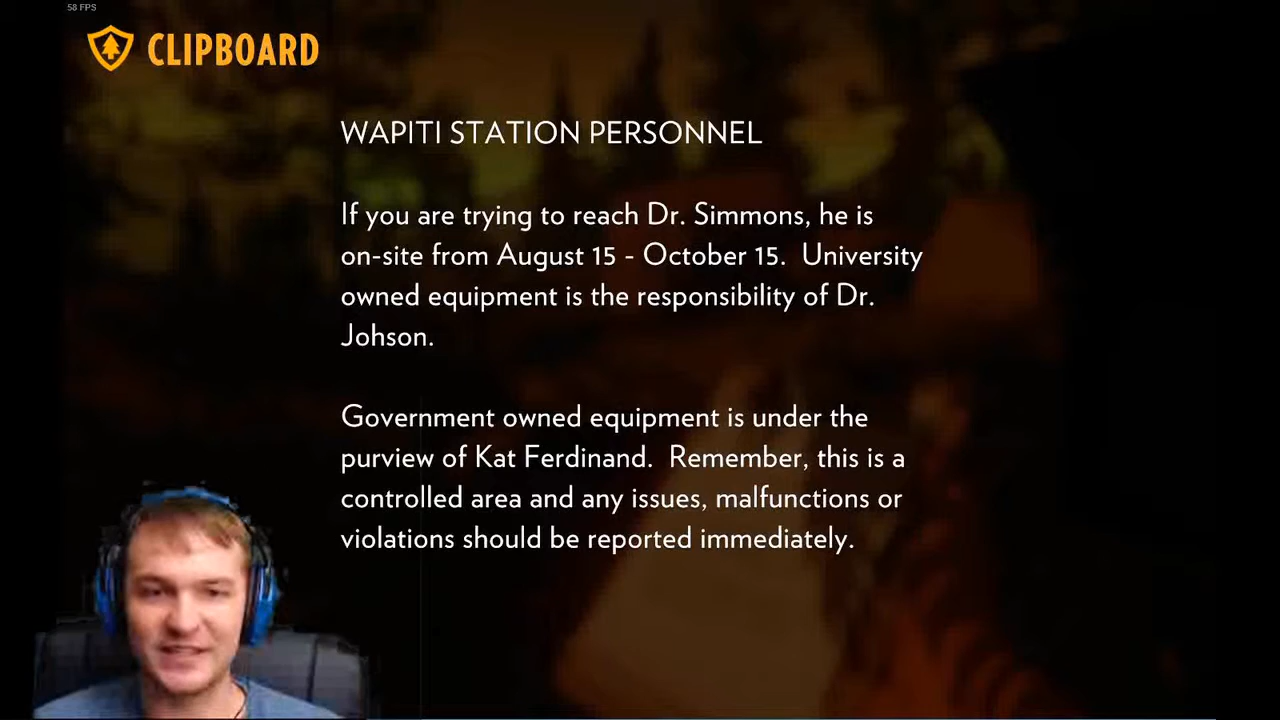 58 FPS
CLIPBOARD
WAPITI STATION PERSONNEL
If you are trying to reach Dr. Simmons, he is
on-site from August 15 - October 15.  University
owned equipment is the responsibility of Dr.
Johson.
Government owned equipment is under the
purview of Kat Ferdinand.  Remember, this is a
controlled area and any issues, malfunctions or
violations should be reported immediately.